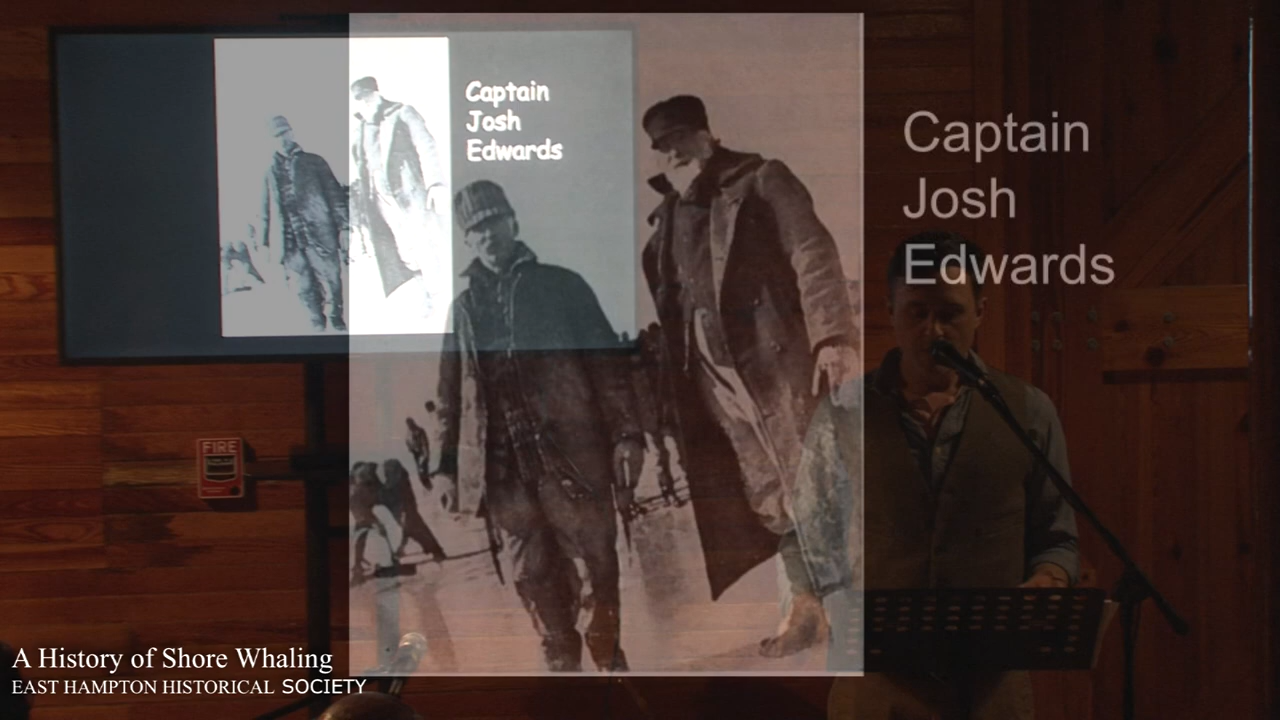 Captain
Josh
Edwards
Captain
Josh
Edwards
FIRE
A History of Shore Whaling
EAST HAMPTON HISTORICAL SOCIETY